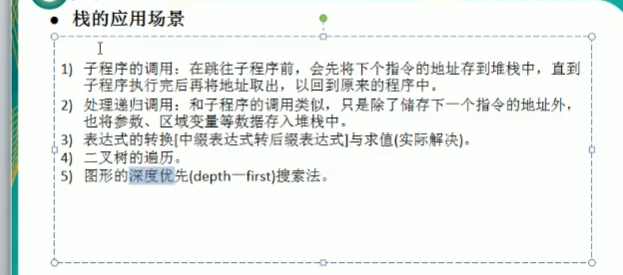 ● 栈的应用场景
1) 子程序的调用：在跳往子程序前，会先将下个指令的地址存到堆栈中，直到
子程序执行完后再将地址取出，以回到原来的程序中。
2) 处理递归调用：和子程序的调用类似，只是除了储存下一个指令的地址外，
也将参数、区域变量等数据存入堆栈中。
3) 表达式的转换[中缀表达式转后缀表达式]与求值(实际解决)。
4) 二叉树的遍历。
5) 图形的深度优先(depth一first)搜索法。